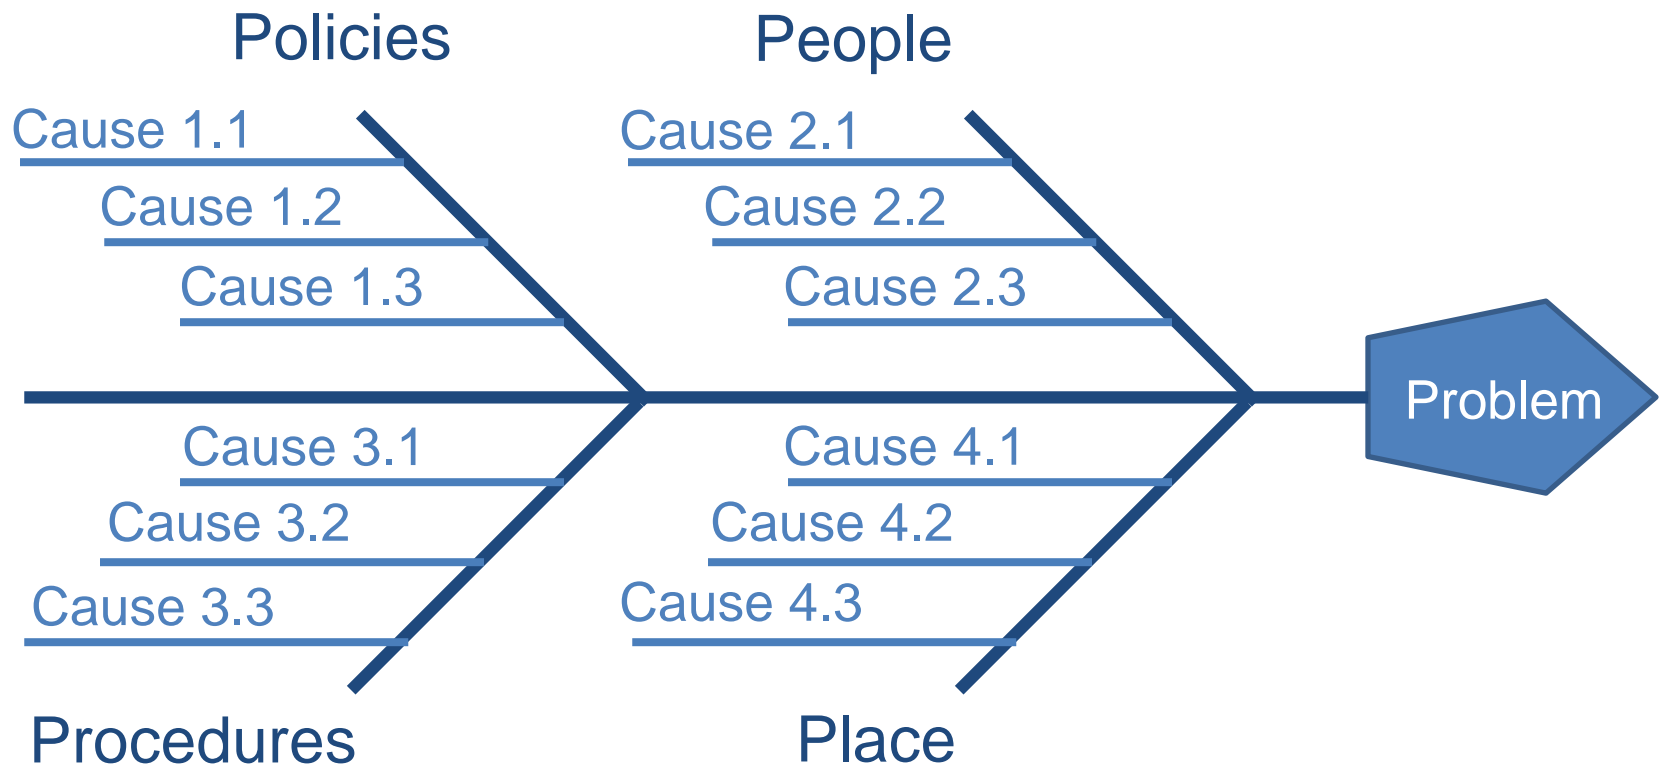 Policies
People
Cause 1.1
Cause 2.1
Cause 1.2
Cause 2.2
Cause 1.3
Cause 2.3
Problem
Cause 3.1
Cause 4.1
Cause 3.2
Cause 4.2
Cause 3.3
Cause 4.3
Procedures
Place